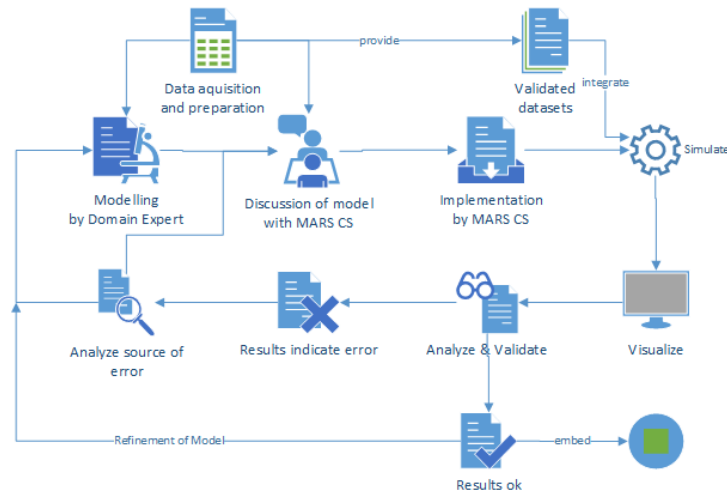 provide
Data aquisition
and preparation
Validated
datasets
integrate
Simulate
Modelling
by Domain Expert
Discussion of model
with MARS CS
Implementation
by MARS CS
Analyze source of
error
Results indicate error
Analyze & Validate
Visualize
Refinement of Model
embed
Results ok